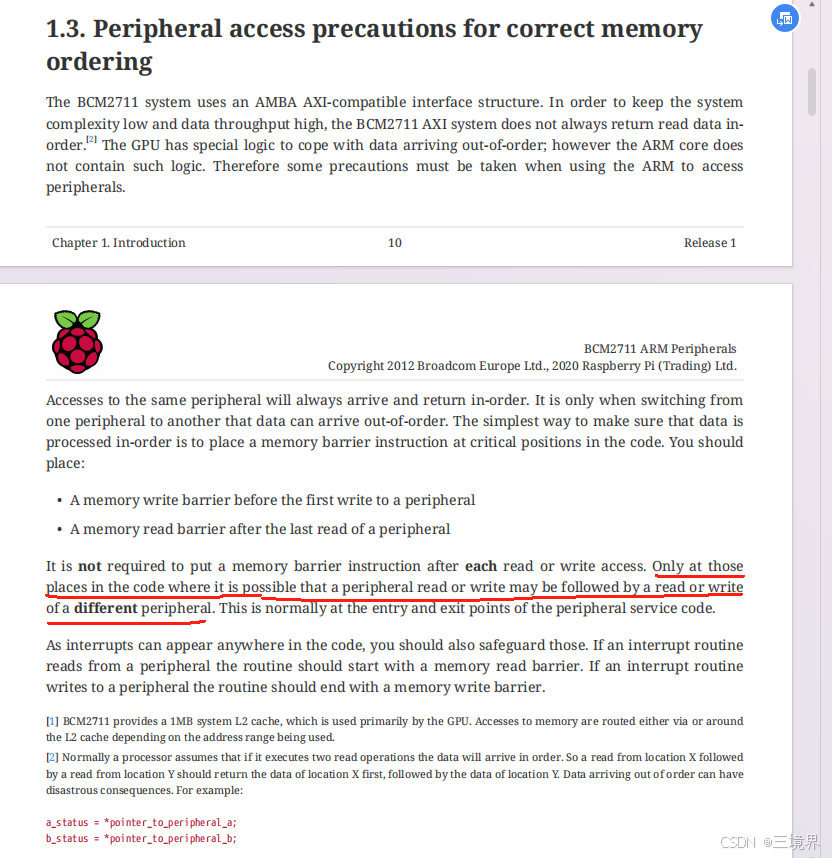 1.3. Peripheral access precautions for correct memory
ordering
The BCM2711 system uses an AMBA AXI-compatible interface structure. In order to keep the system
complexity low and data throughput high, the BCM2711 AXI system does not always return read data in-
order.[2] The GPU has special logic to cope with data arriving out-of-order; however the ARM core does
not contain such logic. Therefore some precautions must be taken when using the ARM to access
peripherals.
Chapter 1. Introduction 10 Release 1
BCM2711 ARM Peripherals
Copyright 2012 Broadcom Europe Ltd., 2020 Raspberry Pi (Trading) Ltd.
Accesses to the same peripheral will always arrive and return in-order. It is only when switching from
one peripheral to another that data can arrive out-of-order. The simplest way to make sure that data is
processed in-order is to place a memory barrier instruction at critical positions in the code. You should
place:
• A memory write barrier before the first write to a peripheral
• A memory read barrier after the last read of a peripheral
It is not required to put a memory barrier instruction after each read or write access. Only at those
places in the code where it is possible that a peripheral read or write may be followed by a read or write
of a different peripheral. This is normally at the entry and exit points of the peripheral service code.
As interrupts can appear anywhere in the code, you should also safeguard those. If an interrupt routine
reads from a peripheral the routine should start with a memory read barrier. If an interrupt routine
writes to a peripheral the routine should end with a memory write barrier.
[1] BCM2711 provides a 1MB system L2 cache, which is used primarily by the GPU. Accesses to memory are routed either via or around
the L2 cache depending on the address range being used.
[2] Normally a processor assumes that if it executes two read operations the data will arrive in order. So a read from location X followed
by a read from location Y should return the data of location X first, followed by the data of location Y. Data arriving out of order can have
disastrous consequences. For example:
a_status = *pointer_to_peripheral_a;
b_status = *pointer_to_peripheral_b;
CSDN @三境界